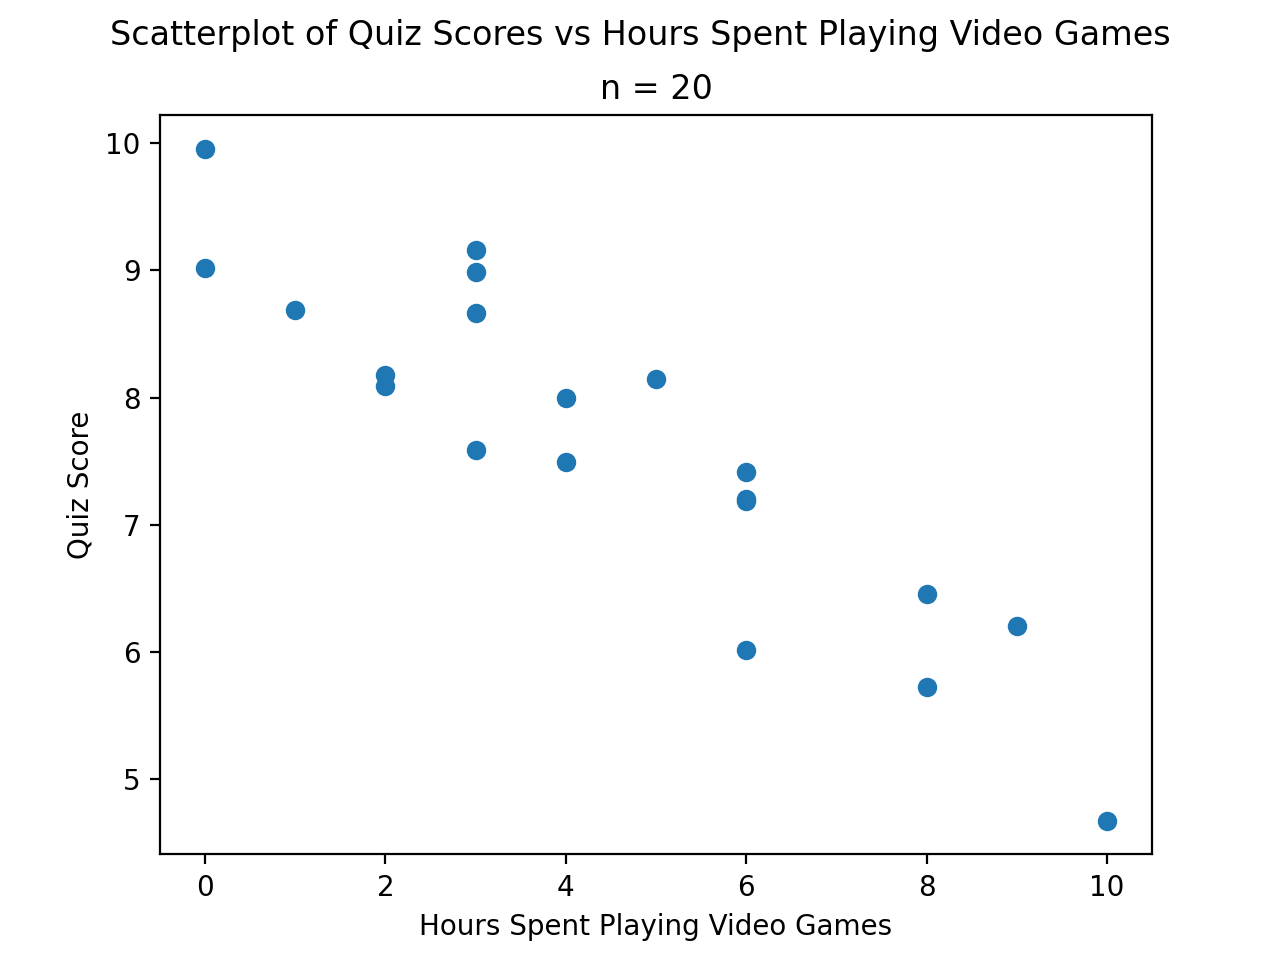 Scatterplot of Quiz Scores vs Hours Spent Playing Video Games
n = 20
10
9
8
7
6
5
Quiz Score
0 2 4 6 8 10
Hours Spent Playing Video Games